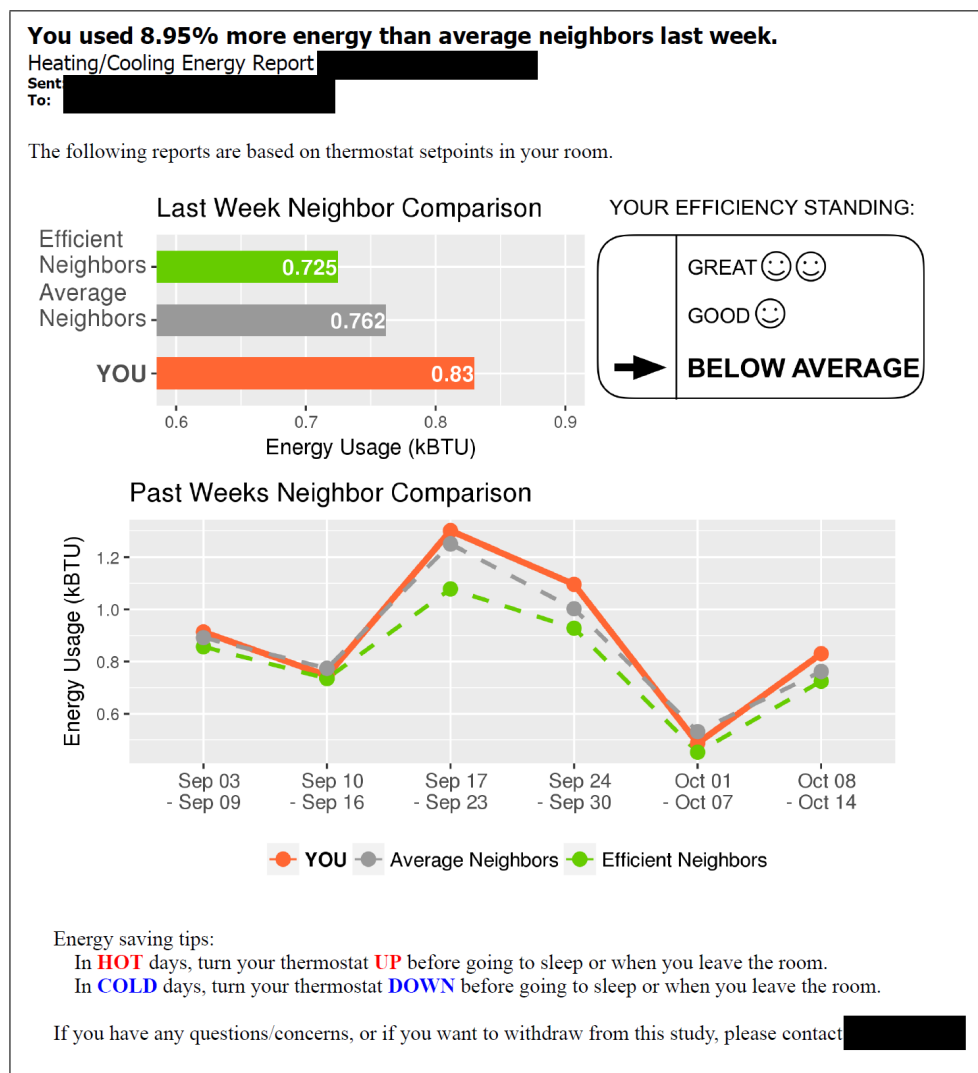 You used 8.95% more energy than average neighbors last week.
Heating/Cooling Energy Report
Sent:
To:
The following reports are based on thermostat setpoints in your room.
Last Week Neighbor Comparison
Efficient
Neighbors
0.725
Average
Neighbors
0.762
YOU
0.83
0.6 0.7 0.8 0.9
Energy Usage (kBTU)
YOUR EFFICIENCY STANDING:
GREAT
GOOD
BELOW AVERAGE
Past Weeks Neighbor Comparison
Energy Usage (kBTU)
1.2
1.0
0.8
0.6
Sep 03 Sep 10 Sep 17 Sep 24 Oct 01 Oct 08
- Sep 09 - Sep 16 - Sep 23 - Sep 30 - Oct 07 - Oct 14
YOU Average Neighbors Efficient Neighbors
Energy saving tips:
In HOT days, turn your thermostat UP before going to sleep or when you leave the room.
In COLD days, turn your thermostat DOWN before going to sleep or when you leave the room.
If you have any questions/concerns, or if you want to withdraw from this study, please contact